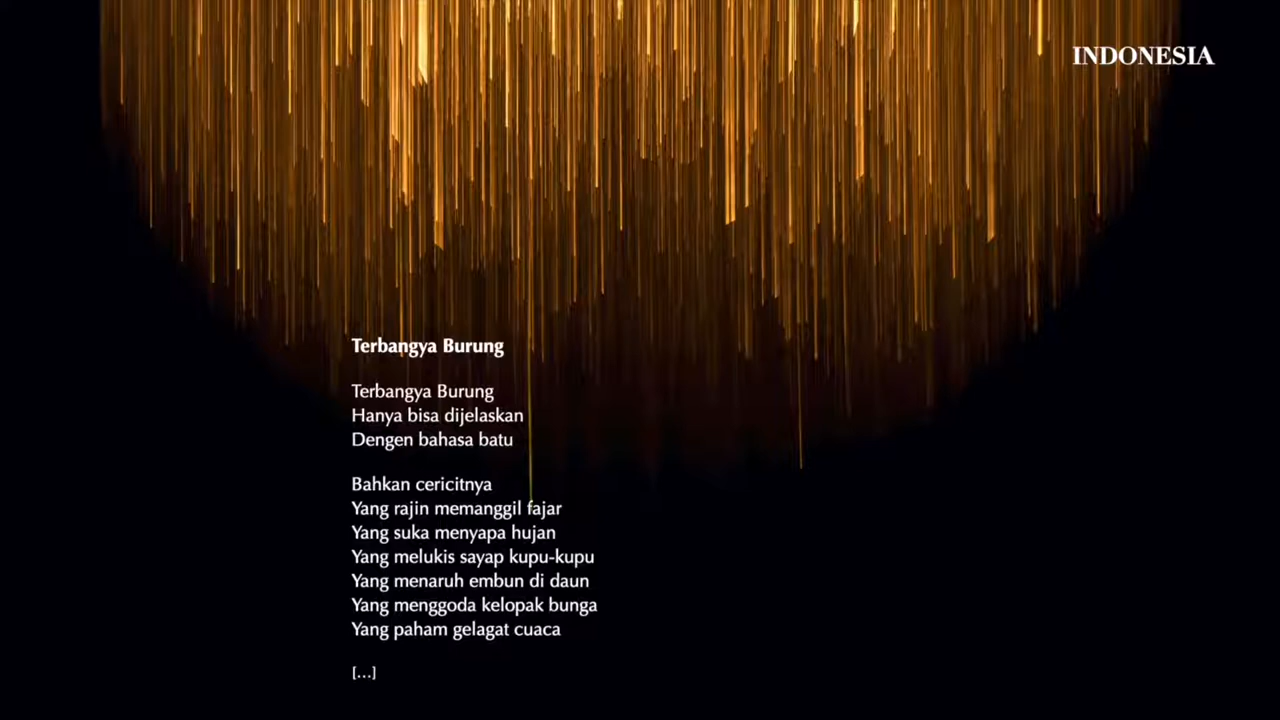 INDONESIA
Terbangya Burung
Terbangya Burung
Hanya bisa dijelaskan
Dengen bahasa batu
Bahkan cericitnya
Yang rajin memanggil fajar
Yang suka menyapa hujan
Yang melukis sayap kupu-kupu
Yang menaruh embun di daun
Yang menggoda kelopak bunga
Yang paham gelagat cuaca
[...]